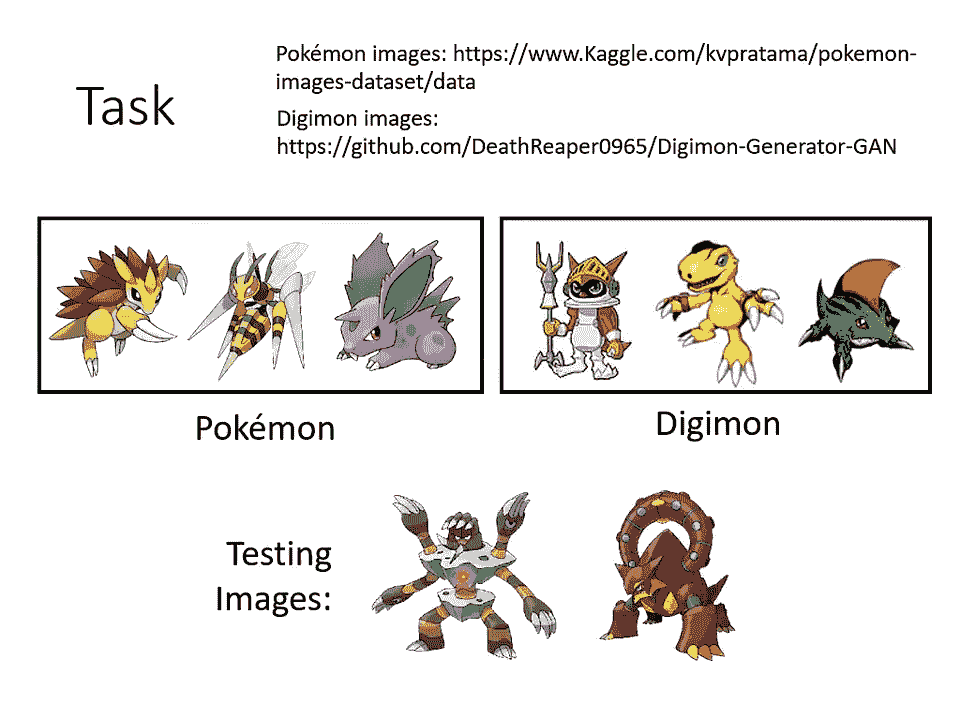 Task
Pokémon images: https://www.Kaggle.com/kvpratama/pokemon-
images-dataset/data
Digimon images:
https://github.com/DeathReaper0965/Digimon-Generator-GAN
Pokémon
Digimon
Testing
Images: